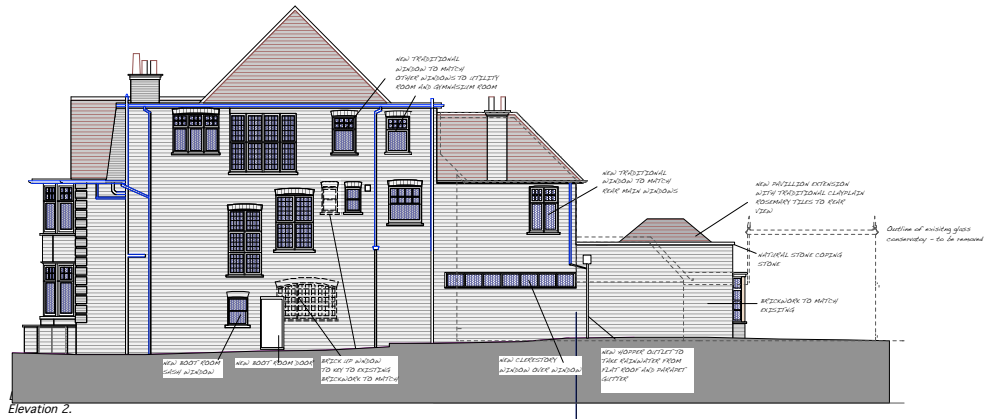 NEW TRADITIONAL
WINDOW TO MATCH
OTHER WINDOWS TO UTILITY
ROOM AND GYMNASIUM ROOM
NEW TRADITIONAL
WINDOW TO MATCH
REAR MAIN WINDOWS
NEW PAVILLION EXTENSION
WITH TRADITIONAL CLAYPLAIN
ROSEMARY TILES TO REAR
VIEW
Outline of exisitng glass
conservatoy - to be removed
NATURAL STONE COPING
STONE
BRICKWORK TO MATCH
EXISITNG
NEW BOOT ROOM
SASH WINDOW
NEW BOOT ROOM DOOR
BRICK UP WNDOW
TO KEY TO EXISTING
BRICKWORK TO MATCH
NEW CLERESTORY
WINDOW OVER WINDOW
NEW HOPPER OUTLET TO
TAKE RAINWATER FROM
FLAT ROOF AND PARAPET
GUTTER
Elevation 2.